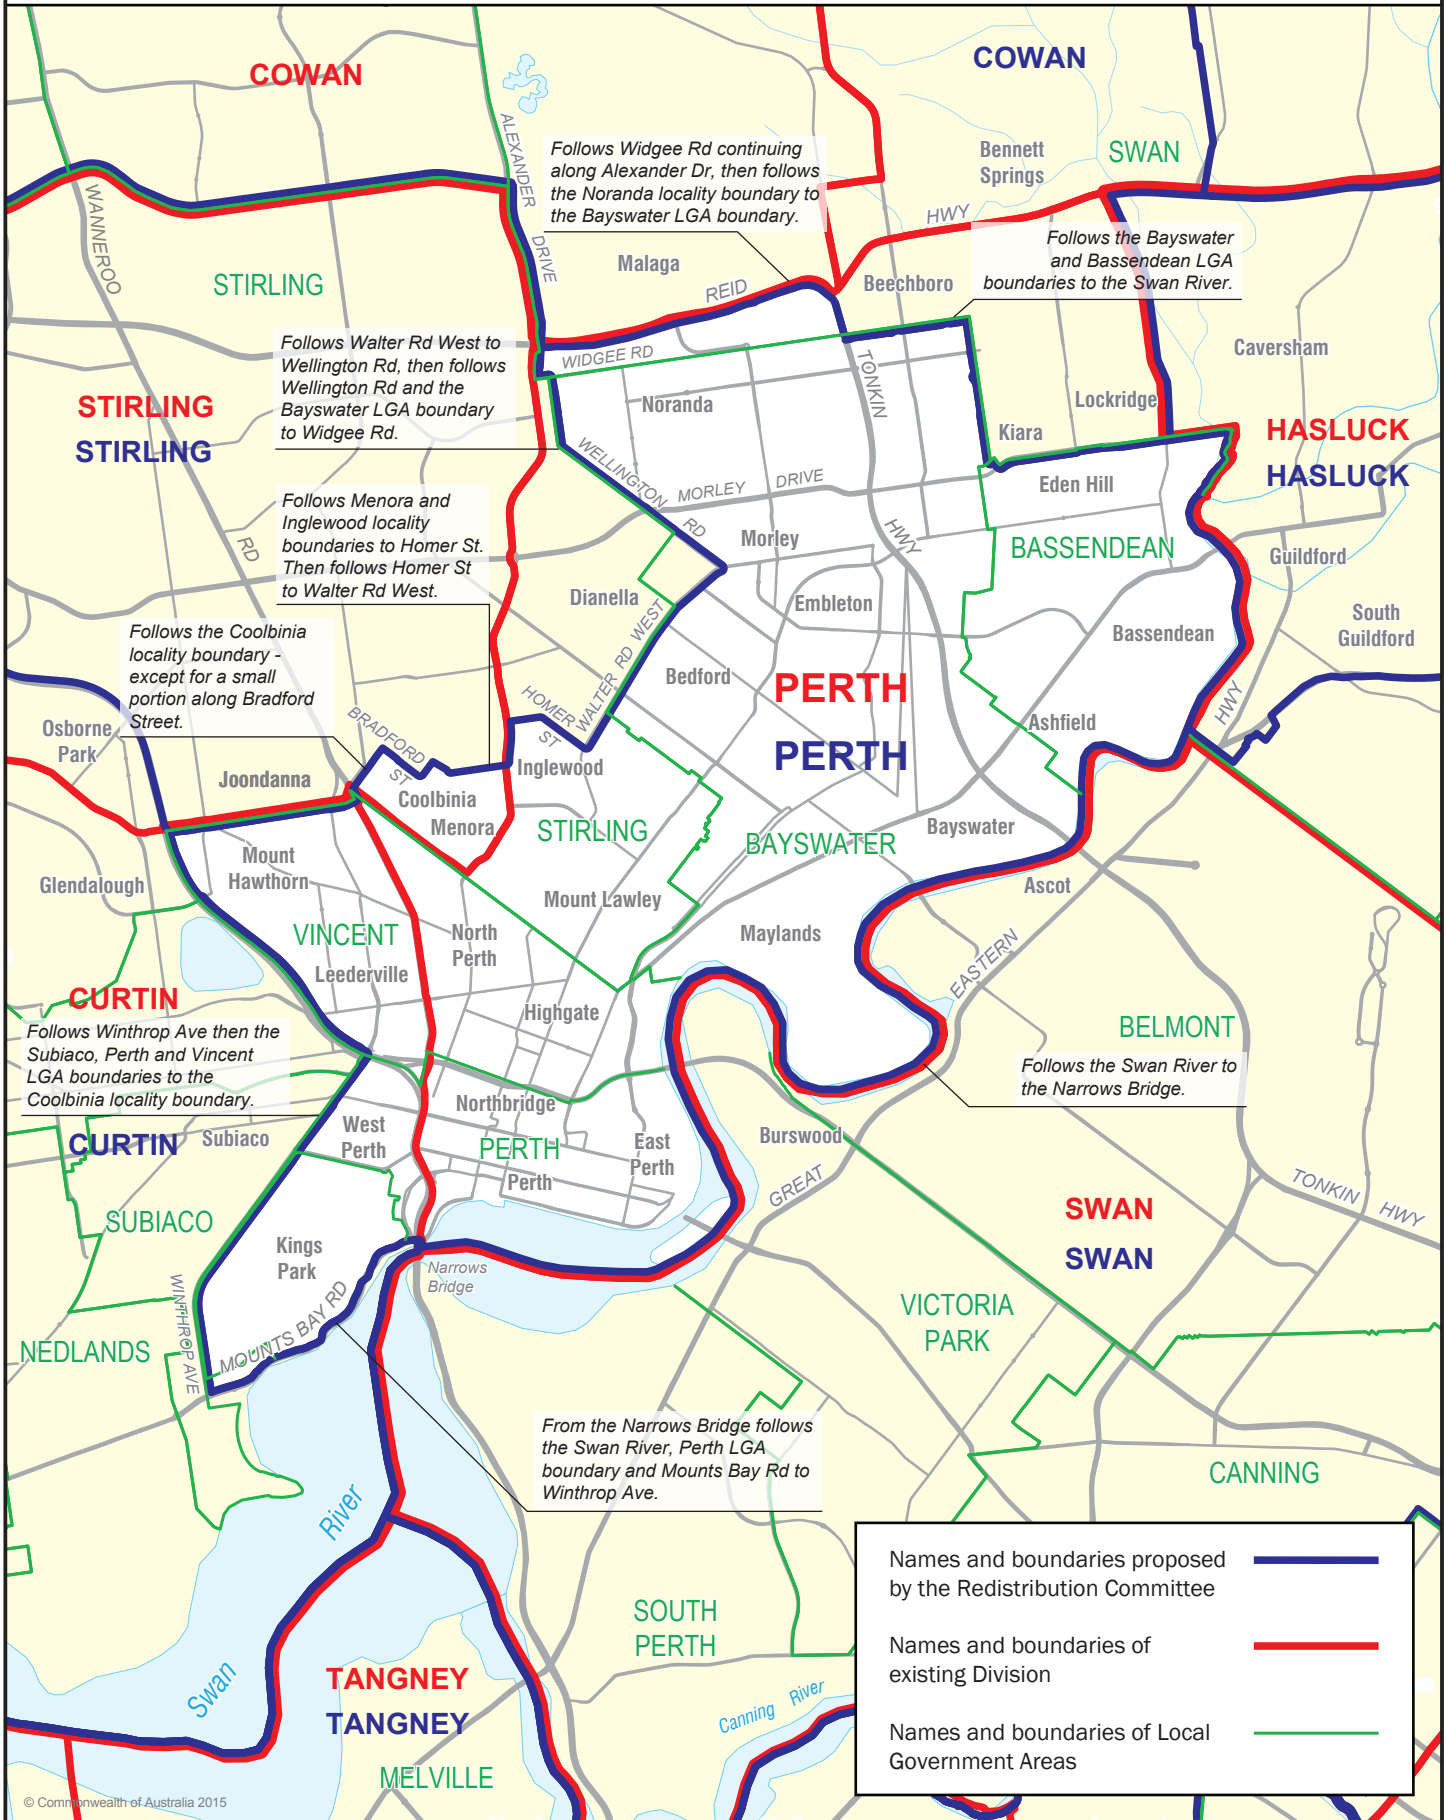 COWAN
COWAN
ALEXANDER
DRIVE
Follows Widgee Rd continuing
along Alexander Dr, then follows
the Noranda locality boundary to
the Bayswater LGA boundary.
Bennett
Springs
SWAN
HWY
WANNEROO
RD
STIRLING
Malaga
REID
Beechboro
Follows the Bayswater
and Bassendean LGA
boundaries to the Swan River.
Follows Walter Rd West to
Wellington Rd, then follows
Wellington Rd and the
Bayswater LGA boundary
to Widgee Rd.
WIDGEE RD
TONKIN
HWY
Caversham
STIRLING
STIRLING
Noranda
Lockridge
Kiara
HASLUCK
HASLUCK
WELLINGTON
RD
MORLEY
DRIVE
Eden Hill
Follows Menora and
Inglewood locality
boundaries to Homer St.
Then follows Homer St
to Walter Rd West.
Morley
BASSENDEAN
Guildford
Dianella
Embleton
South
Guildford
Follows the Coolbinia
locality boundary -
except for a small
portion along Bradford
Street.
WALTER RD WEST
Bassendean
Bedford
PERTH
PERTH
HWY
Osborne
Park
BRADFORD
ST
HOMER
ST
Ashfield
Joondanna
Inglewood
Coolbinia
Menora
STIRLING
BAYSWATER
Bayswater
Mount
Hawthorn
Glendalough
Ascot
Mount Lawley
VINCENT
North
Perth
Maylands
Leederville
EASTERN
CURTIN
Highgate
BELMONT
Follows Winthrop Ave then the
Subiaco, Perth and Vincent
LGA boundaries to the
Coolbinia locality boundary.
Follows the Swan River to
the Narrows Bridge.
Northbridge
CURTIN
Subiaco
West
Perth
PERTH
East
Perth
Burswood
Perth
GREAT
TONKIN
HWY
SWAN
SWAN
SUBIACO
Kings
Park
Narrows
Bridge
WINTHROP AVE
MOUNTS BAY RD
VICTORIA
PARK
NEDLANDS
From the Narrows Bridge follows
the Swan River, Perth LGA
boundary and Mounts Bay Rd to
Winthrop Ave.
CANNING
River
Swan
SOUTH
PERTH
TANGNEY
TANGNEY
Canning River
MELVILLE
Names and boundaries proposed
by the Redistribution Committee
Names and boundaries of
existing Division
Names and boundaries of Local
Government Areas
© Commonwealth of Australia 2015